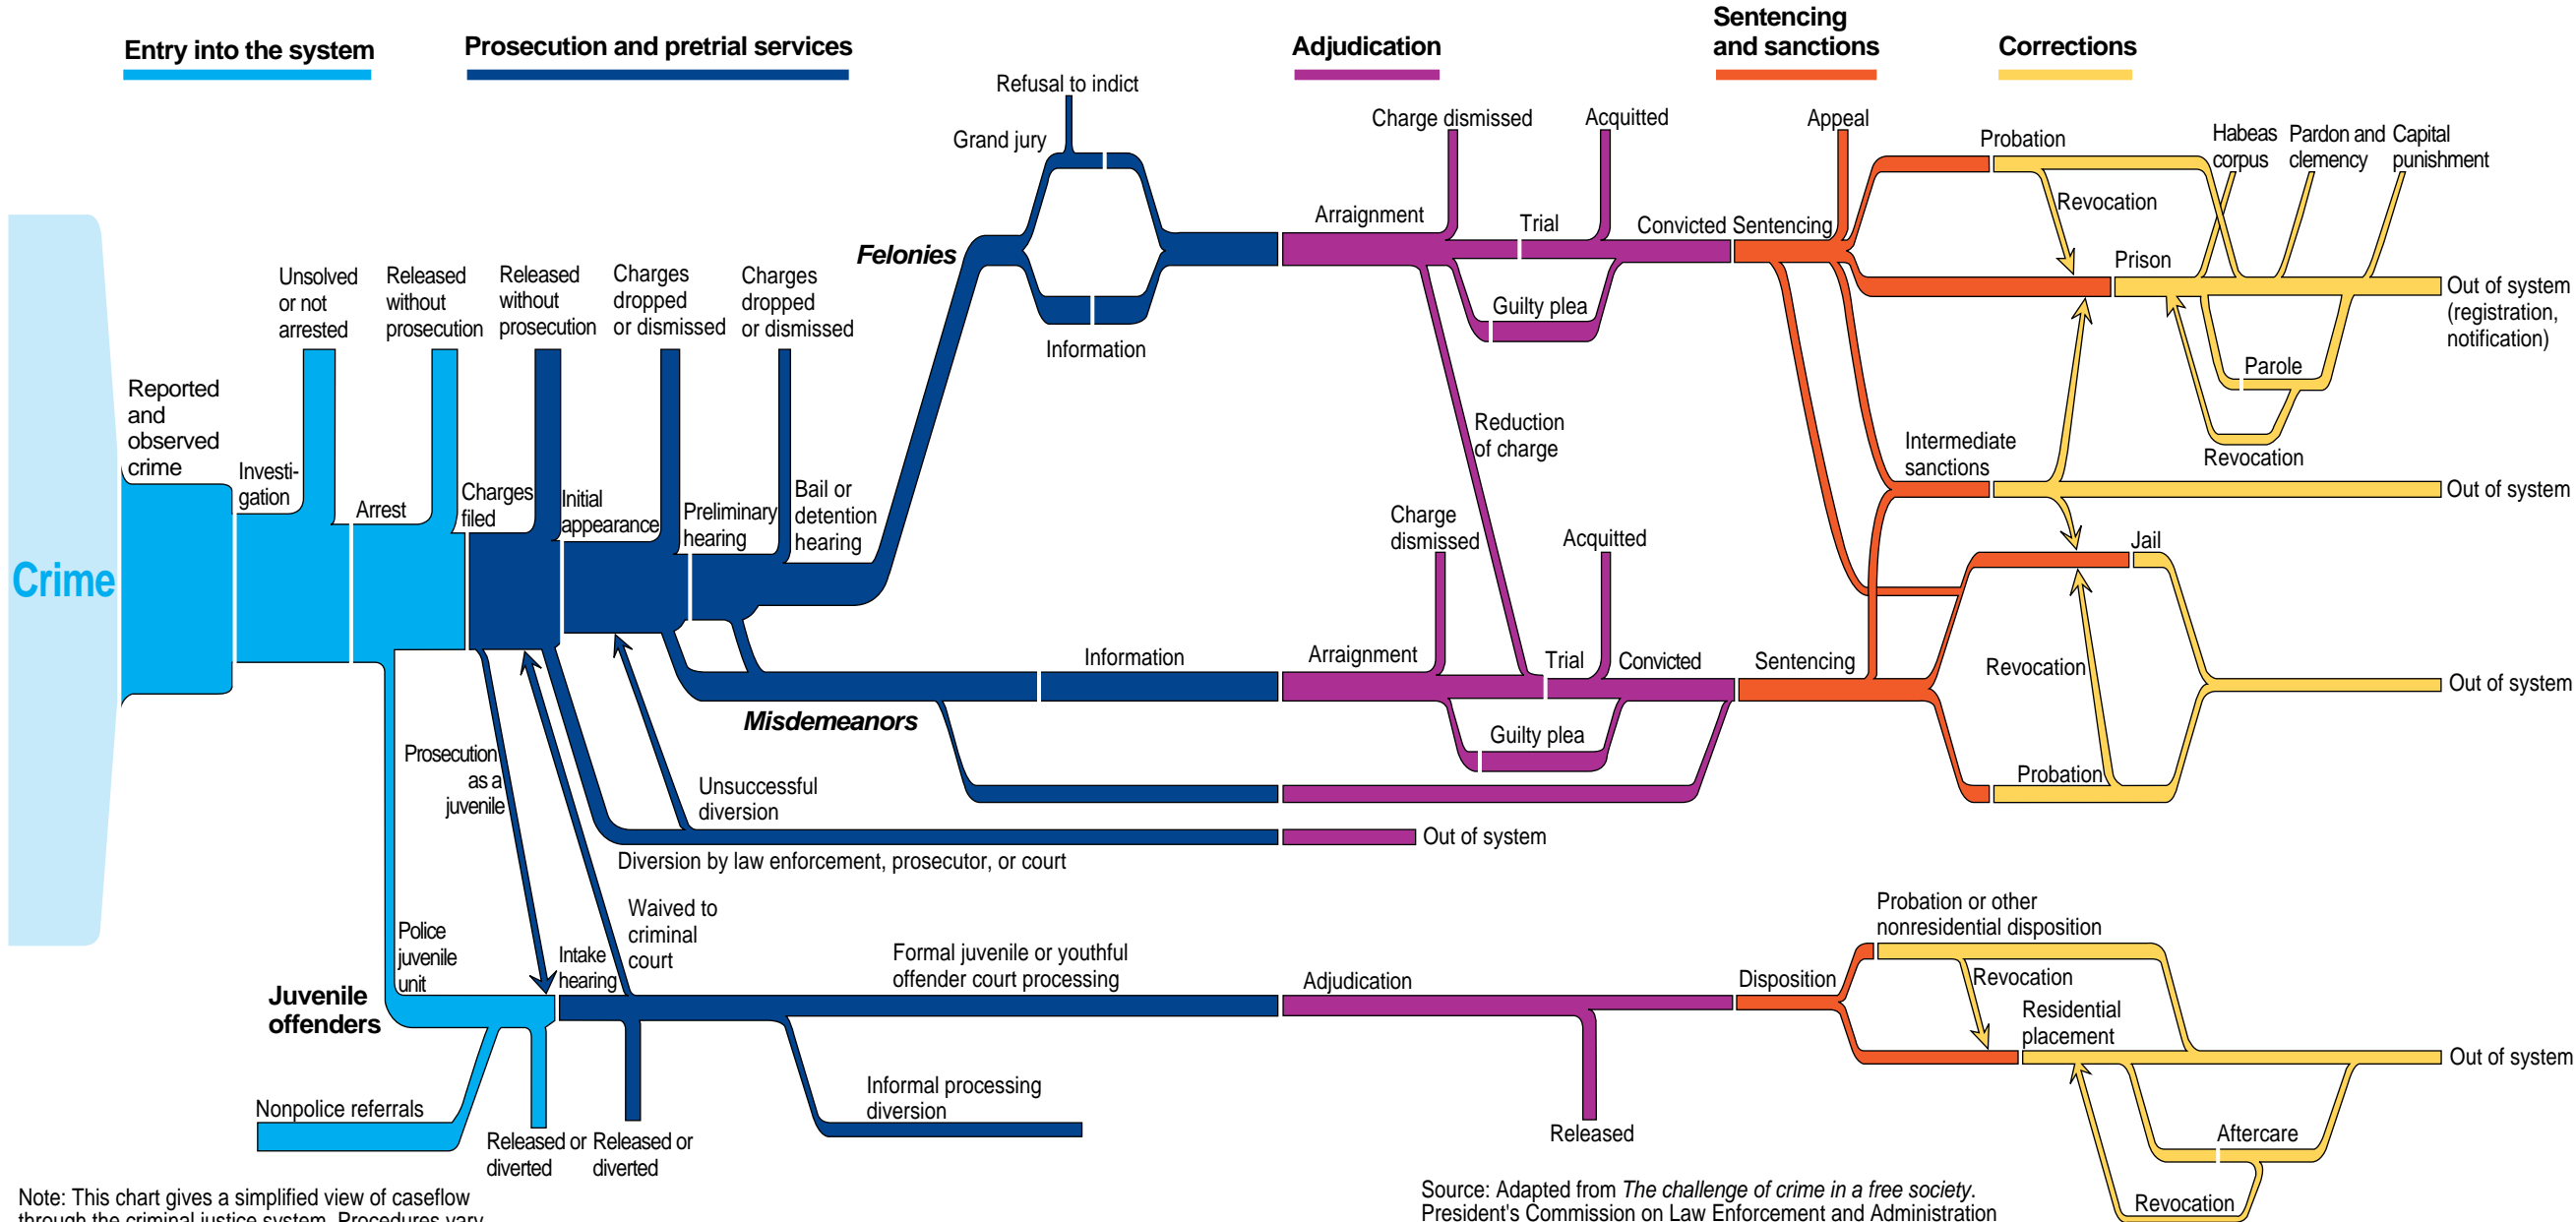 Entry into the system
Prosecution and pretrial services
Adjudication
Sentencing
and sanctions
Corrections
Crime
Reported
and
observed
crime
Investi-
gation
Unsolved
or not
arrested
Arrest
Released
without
prosecution
Charges
filed
Released
without
prosecution
Initial
appearance
Charges
dropped
or dismissed
Preliminary
hearing
Charges
dropped
or dismissed
Bail or
detention
hearing
Felonies
Grand jury
Refusal to indict
Information
Arraignment
Charge dismissed
Trial
Acquitted
Guilty plea
Convicted
Sentencing
Appeal
Probation
Revocation
Prison
Habeas
corpus
Pardon and
clemency
Capital
punishment
Out of system
(registration,
notification)
Parole
Revocation
Reduction
of charge
Intermediate
sanctions
Out of system
Misdemeanors
Information
Arraignment
Charge
dismissed
Trial
Acquitted
Convicted
Guilty plea
Sentencing
Jail
Revocation
Probation
Out of system
Unsuccessful
diversion
Diversion by law enforcement, prosecutor, or court
Out of system
Prosecution
as a
juvenile
Waived to
criminal
court
Police
juvenile
unit
Juvenile
offenders
Intake
hearing
Formal juvenile or youthful
offender court processing
Adjudication
Disposition
Probation or other
nonresidential disposition
Revocation
Residential
placement
Out of system
Nonpolice referrals
Released or
diverted
Released or
diverted
Informal processing
diversion
Released
Aftercare
Revocation
Note: This chart gives a simplified view of caseflow
through the criminal justice system. Procedures vary
Source: Adapted from The challenge of crime in a free society.
President's Commission on Law Enforcement and Administration